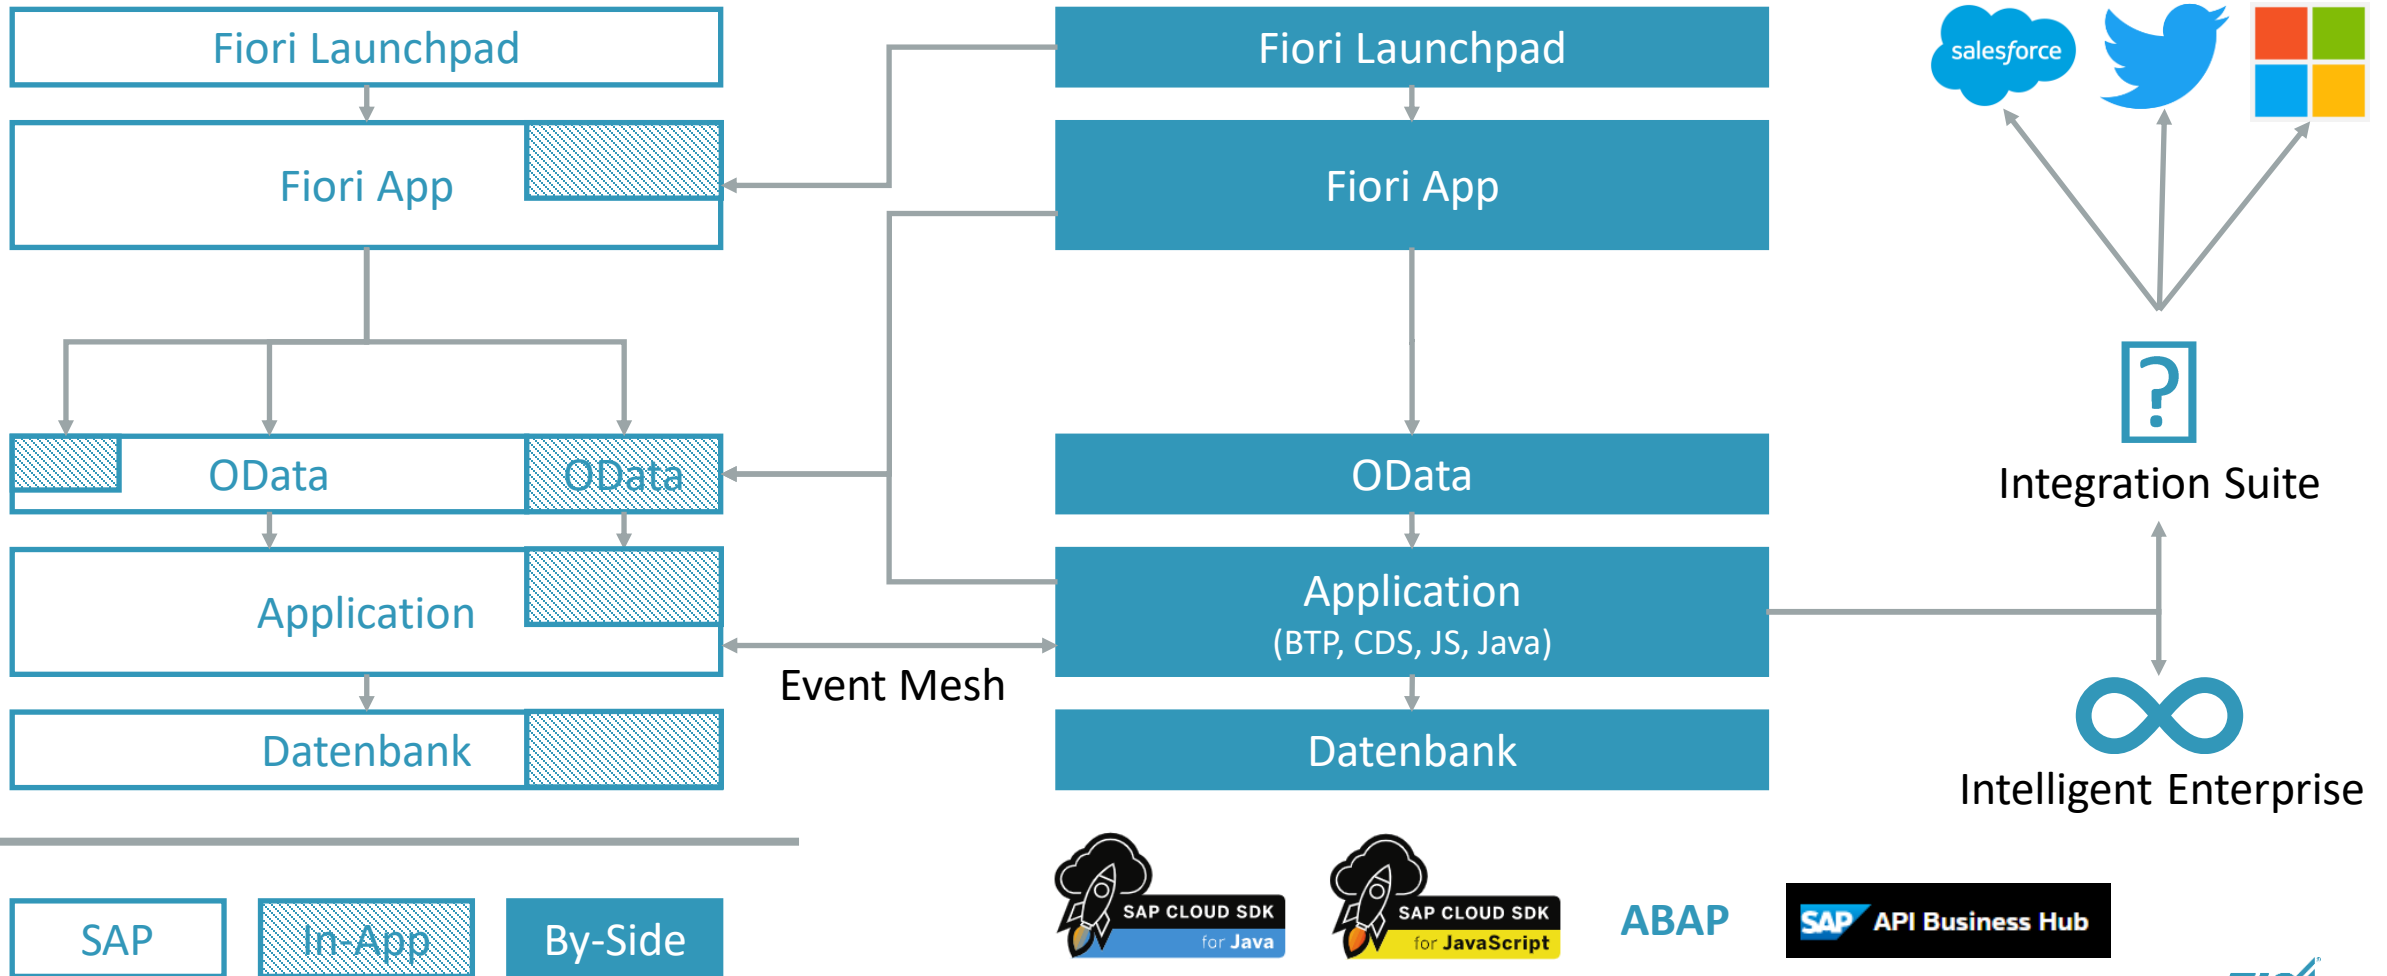 Fiori Launchpad
Fiori App
OData
OData
Application
Datenbank
Event Mesh
Fiori Launchpad
Fiori App
OData
Application
(BTP, CDS, JS, Java)
Datenbank
salesforce
?
Integration Suite
Intelligent Enterprise
SAP
In-App
By-Side
SAP CLOUD SDK
for Java
SAP CLOUD SDK
for JavaScript
ABAP
SAP API Business Hub